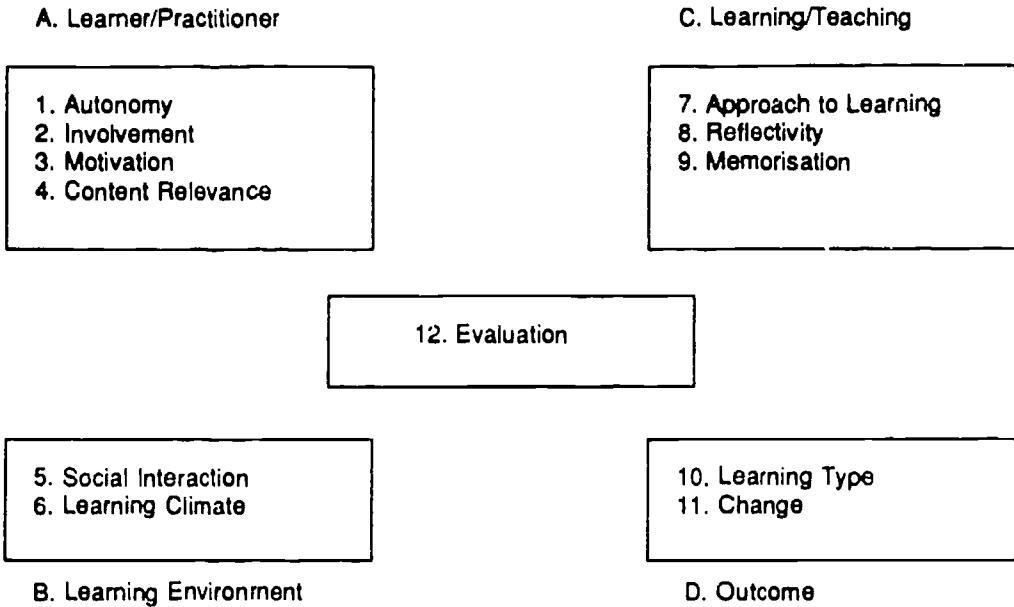 A. Learner/Practitioner
1. Autonomy
2. Involvement
3. Motivation
4. Content Relevance
C. Learning/Teaching
7. Approach to Learning
8. Reflectivity
9. Memorisation
12. Evaluation
5. Social Interaction
6. Learning Climate
B. Learning Environment
10. Learning Type
11. Change
D. Outcome